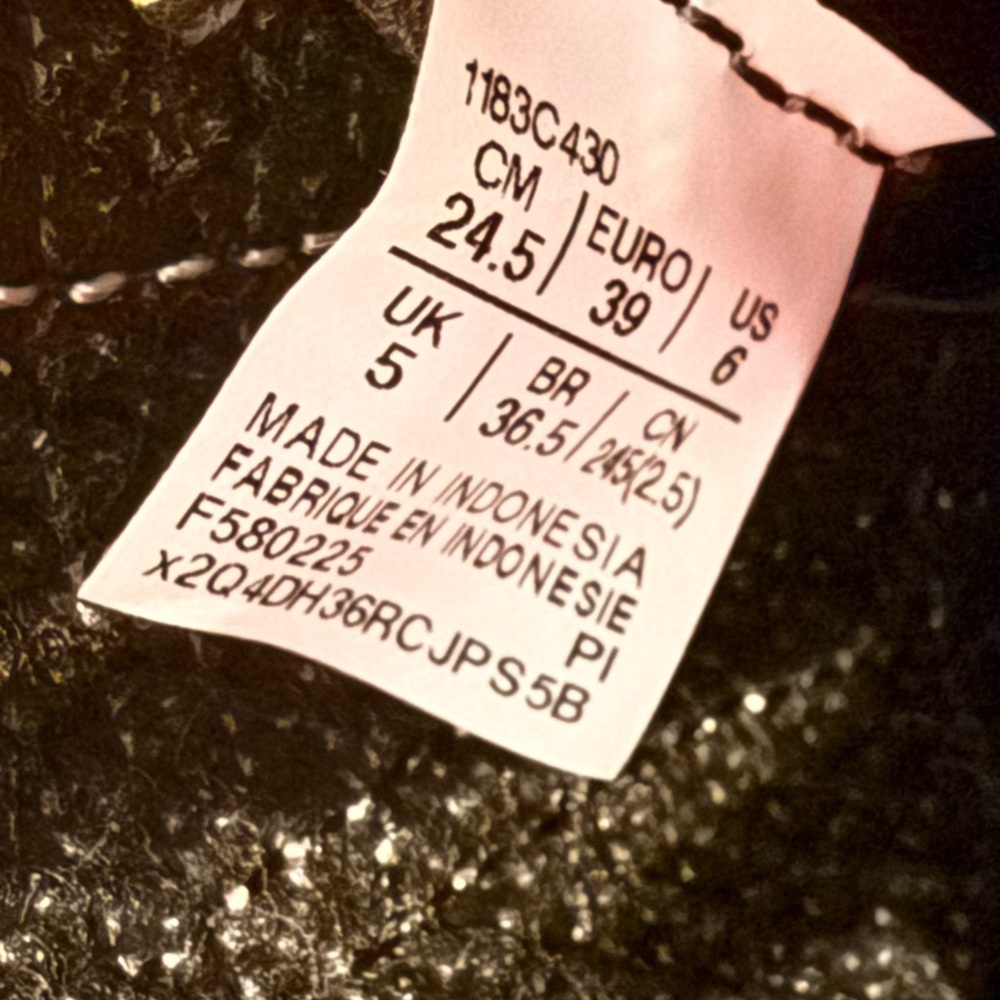 1183C430
CM | EURO | US
24.5 | 39 | 6
UK | BR | CN
5 | 36.5 | 245(2.5)
MADE IN INDONESIA
FABRIQUE EN INDONESIE
F580225 PI
x2Q4DH36RCJPS5B